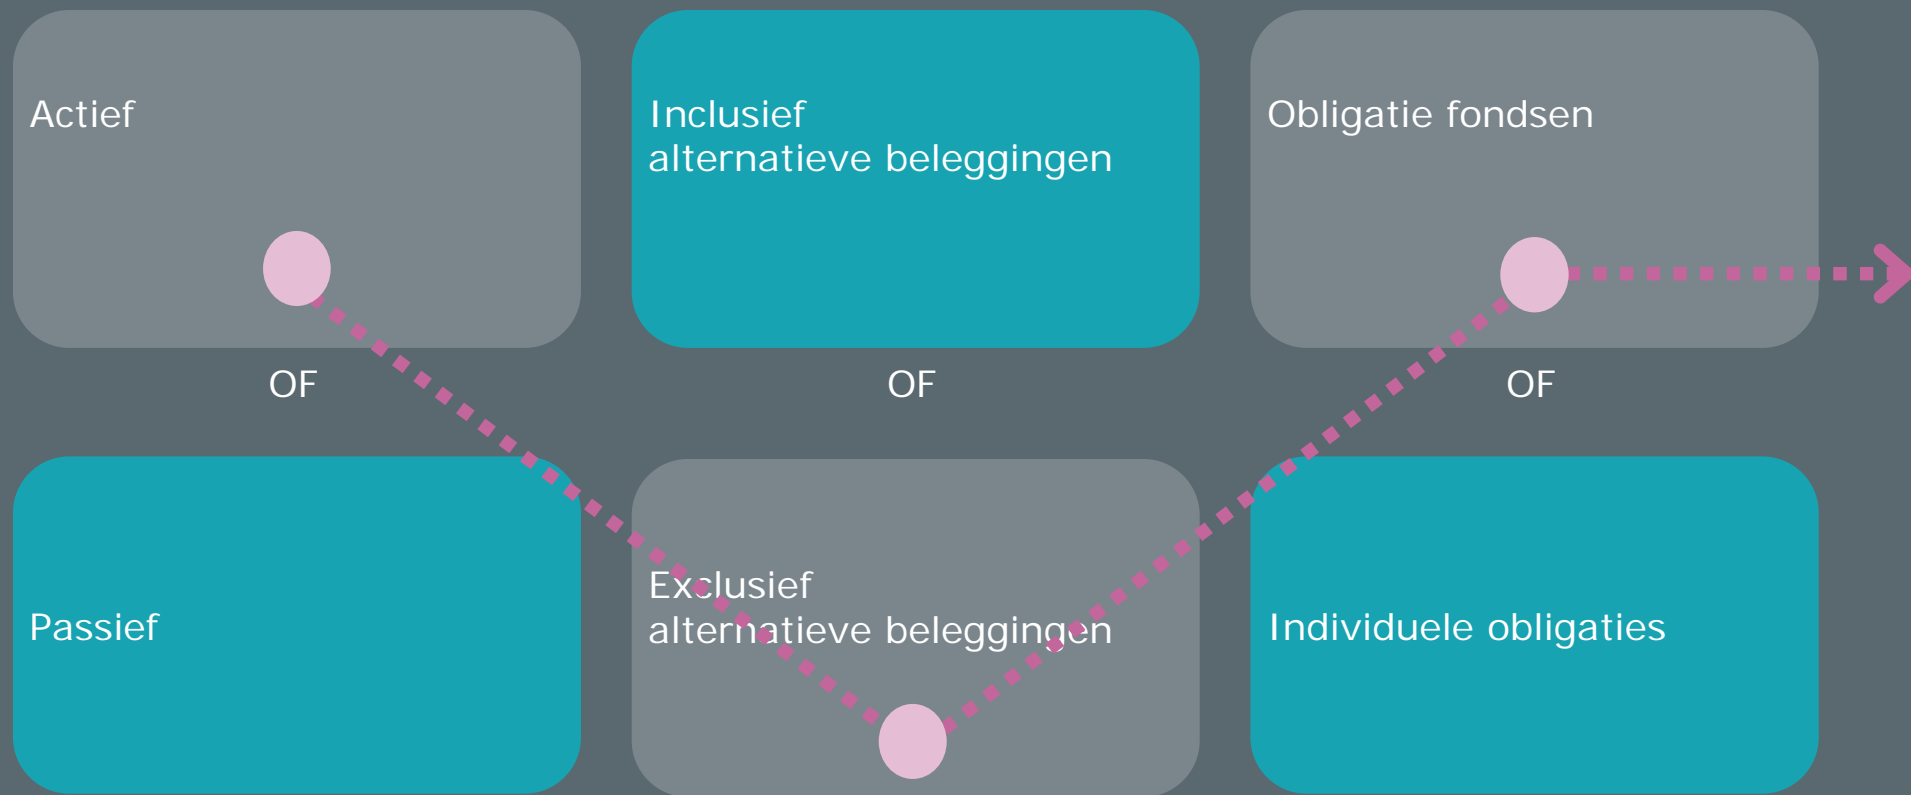 Actief
Inclusief
alternatieve beleggingen
Obligatie fondsen
OF
OF
OF
Passief
Exclusief
alternatieve beleggingen
Individuele obligaties